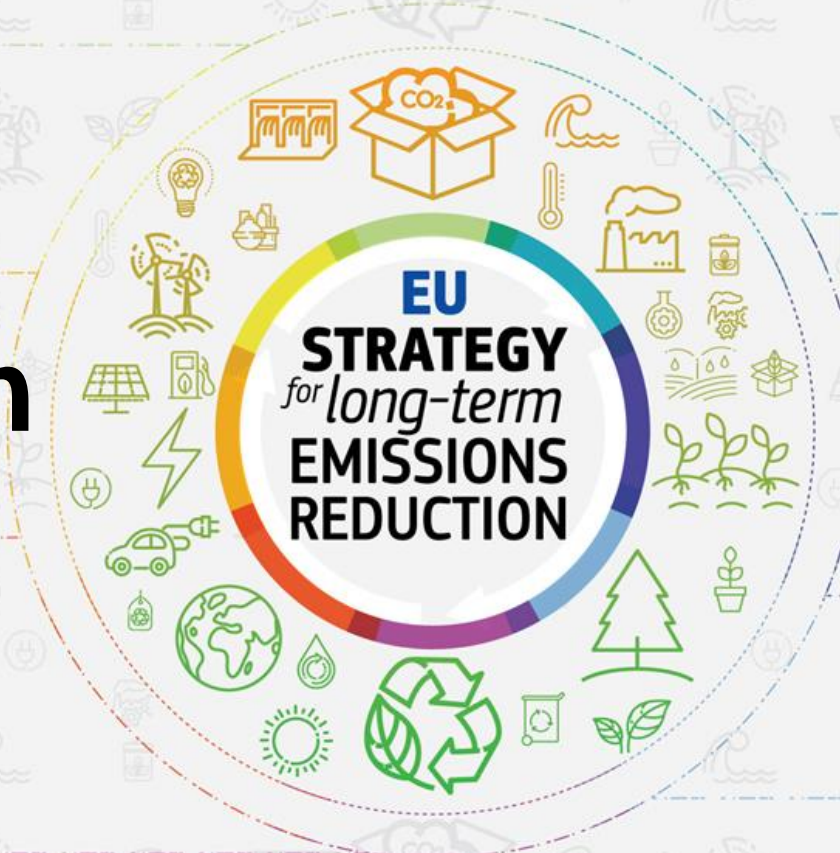 CO2
EU
STRATEGY
for long-term
EMISSIONS
REDUCTION
n